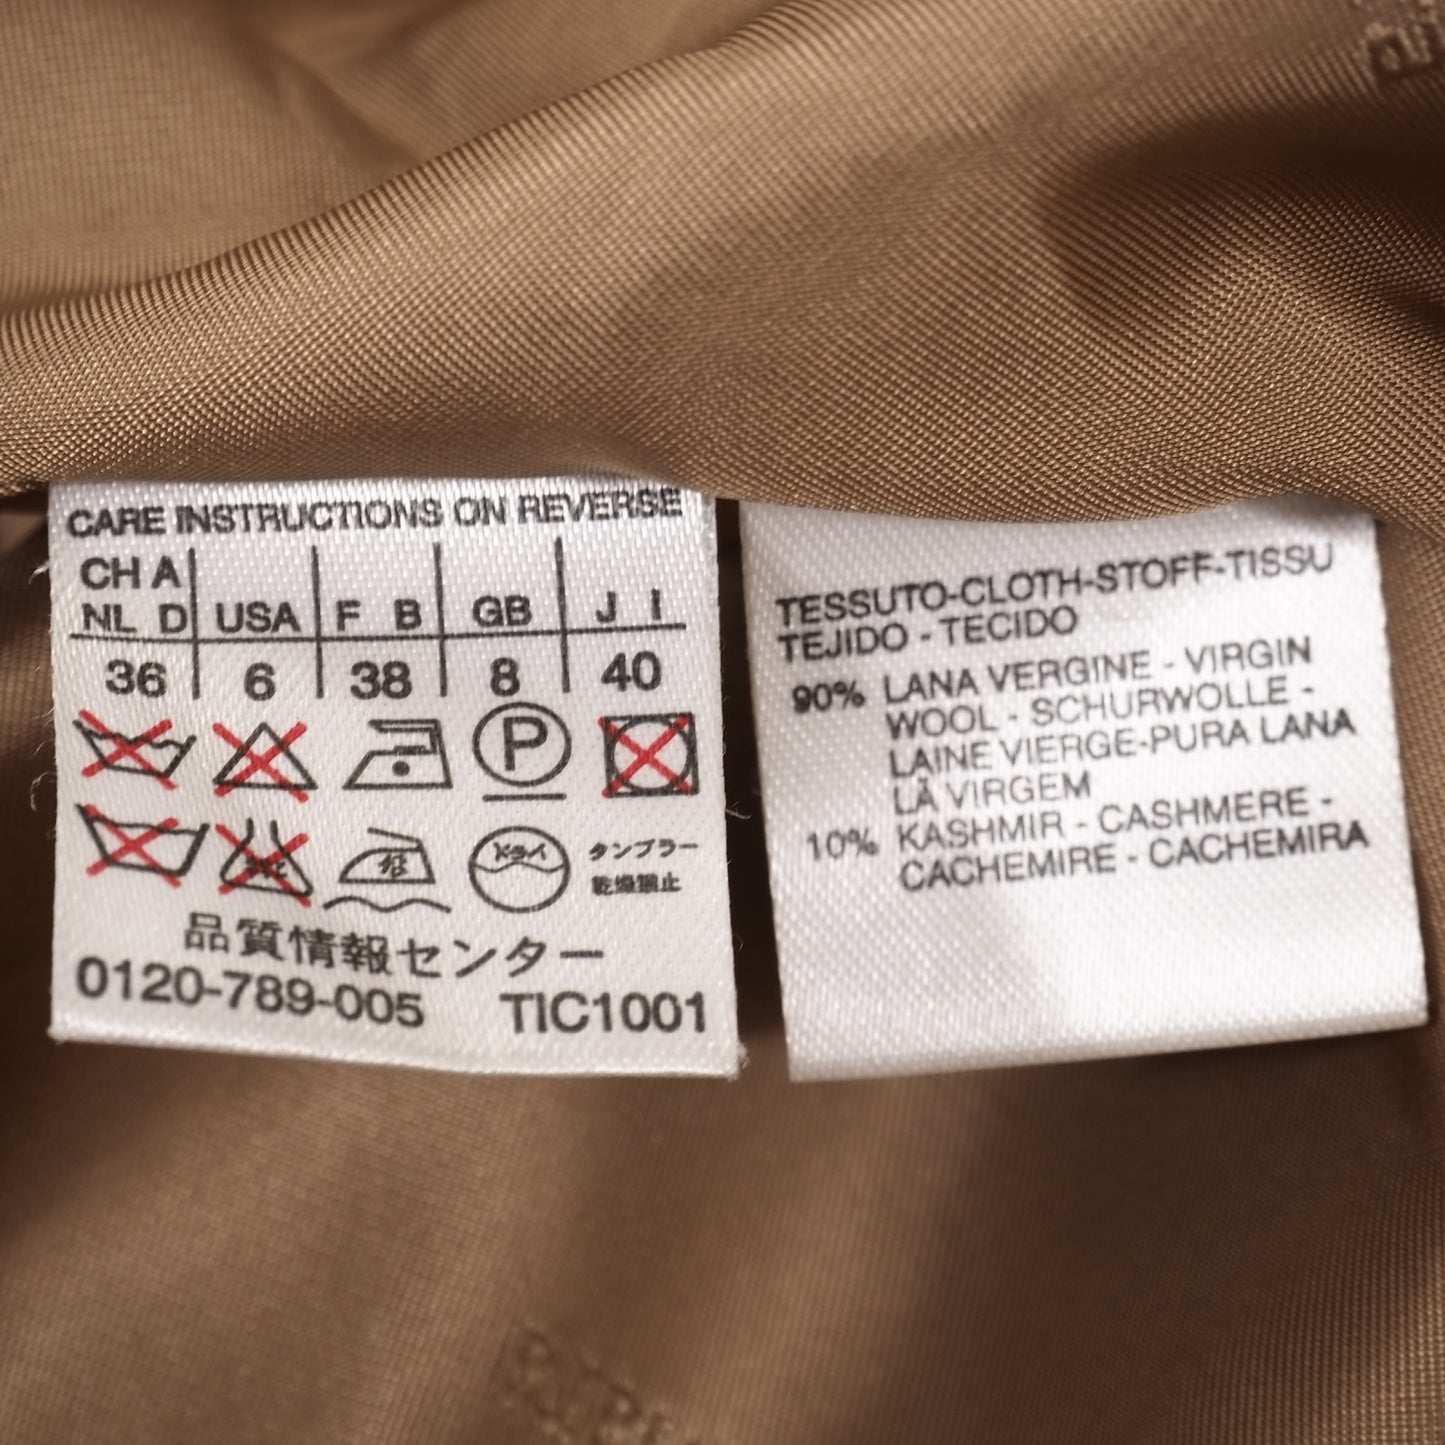 CARE INSTRUCTIONS ON REVERSE
CH A
NL D USA F B GB J I
36 6 38 8 40
P
ドライ タンブラー
乾燥禁止
品質情報センター
0120-789-005 TIC1001
TESSUTO-CLOTH-STOFF-TISSU
TEJIDO - TECIDO
90% LANA VERGINE - VIRGIN
WOOL - SCHURWOLLE -
LAINE VIERGE-PURA LANA
LÃ VIRGEM
10% KASHMIR - CASHMERE -
CACHEMIRE - CACHEMIRA